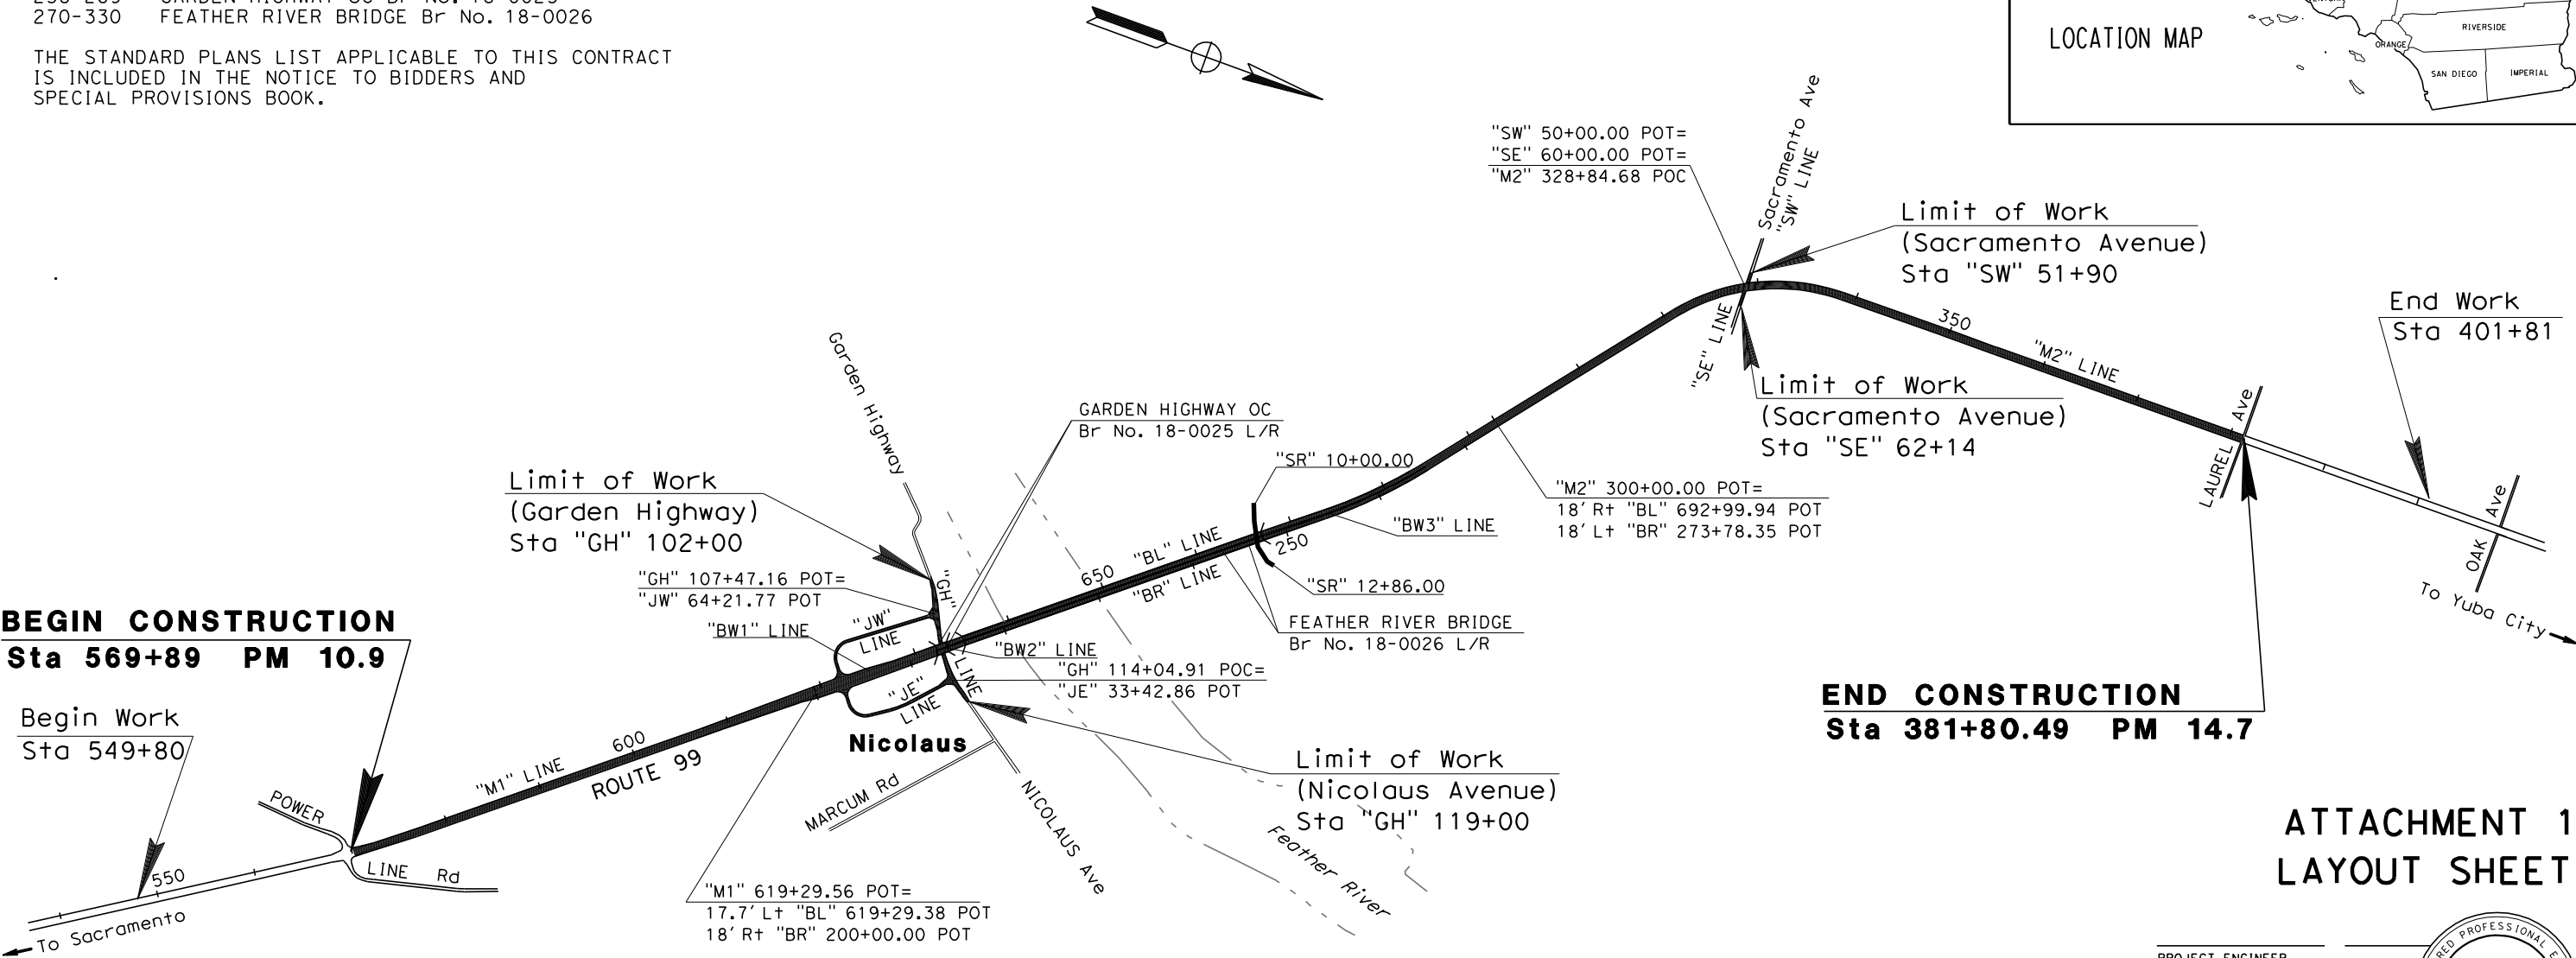 270-330 FEATHER RIVER BRIDGE Br No. 18-0026
THE STANDARD PLANS LIST APPLICABLE TO THIS CONTRACT
IS INCLUDED IN THE NOTICE TO BIDDERS AND
SPECIAL PROVISIONS BOOK.
LOCATION MAP
RIVERSIDE
ORANGE
SAN DIEGO
IMPERIAL
"SW" 50+00.00 POT=
"SE" 60+00.00 POT=
"M2" 328+84.68 POC
Sacramento Ave
"SW" LINE
Limit of Work
(Sacramento Avenue)
Sta "SW" 51+90
End Work
Sta 401+81
"SE" LINE
350
"M2" LINE
Limit of Work
(Sacramento Avenue)
Sta "SE" 62+14
LAUREL Ave
OAK Ave
To Yuba City
Garden Highway
GARDEN HIGHWAY OC
Br No. 18-0025 L/R
"SR" 10+00.00
"M2" 300+00.00 POT=
18' Rt "BL" 692+99.94 POT
18' Lt "BR" 273+78.35 POT
"BW3" LINE
Limit of Work
(Garden Highway)
Sta "GH" 102+00
"BL" LINE
250
650
"BR" LINE
"SR" 12+86.00
"GH" 107+47.16 POT=
"JW" 64+21.77 POT
"GH" LINE
"JW" LINE
"BW1" LINE
FEATHER RIVER BRIDGE
Br No. 18-0026 L/R
"BW2" LINE
"GH" 114+04.91 POC=
"JE" 33+42.86 POT
"JE" LINE
BEGIN CONSTRUCTION
Sta 569+89 PM 10.9
END CONSTRUCTION
Sta 381+80.49 PM 14.7
Begin Work
Sta 549+80
600
Nicolaus
"M1" LINE
ROUTE 99
MARCUM Rd
NICOLAUS Ave
Limit of Work
(Nicolaus Avenue)
Sta "GH" 119+00
Feather River
POWER
LINE Rd
550
To Sacramento
"M1" 619+29.56 POT=
17.7' Lt "BL" 619+29.38 POT
18' Rt "BR" 200+00.00 POT
ATTACHMENT 1
LAYOUT SHEET
PROJECT ENGINEER
PROFESSIONAL